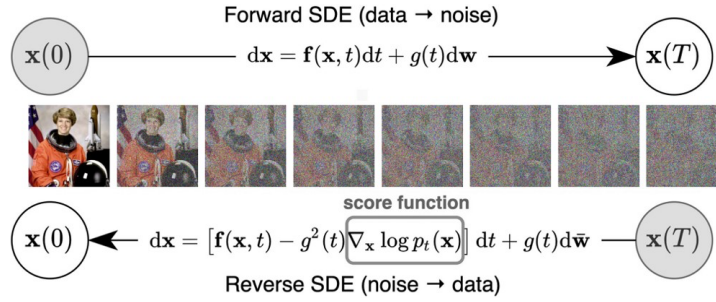 Forward SDE (data → noise)
x(0) dx = f(x, t)dt + g(t)dw x(T)
score function
x(0) dx = [f(x, t) − g²(t)∇ₓ log pₜ(x)] dt + g(t)dw̄ x(T)
Reverse SDE (noise → data)